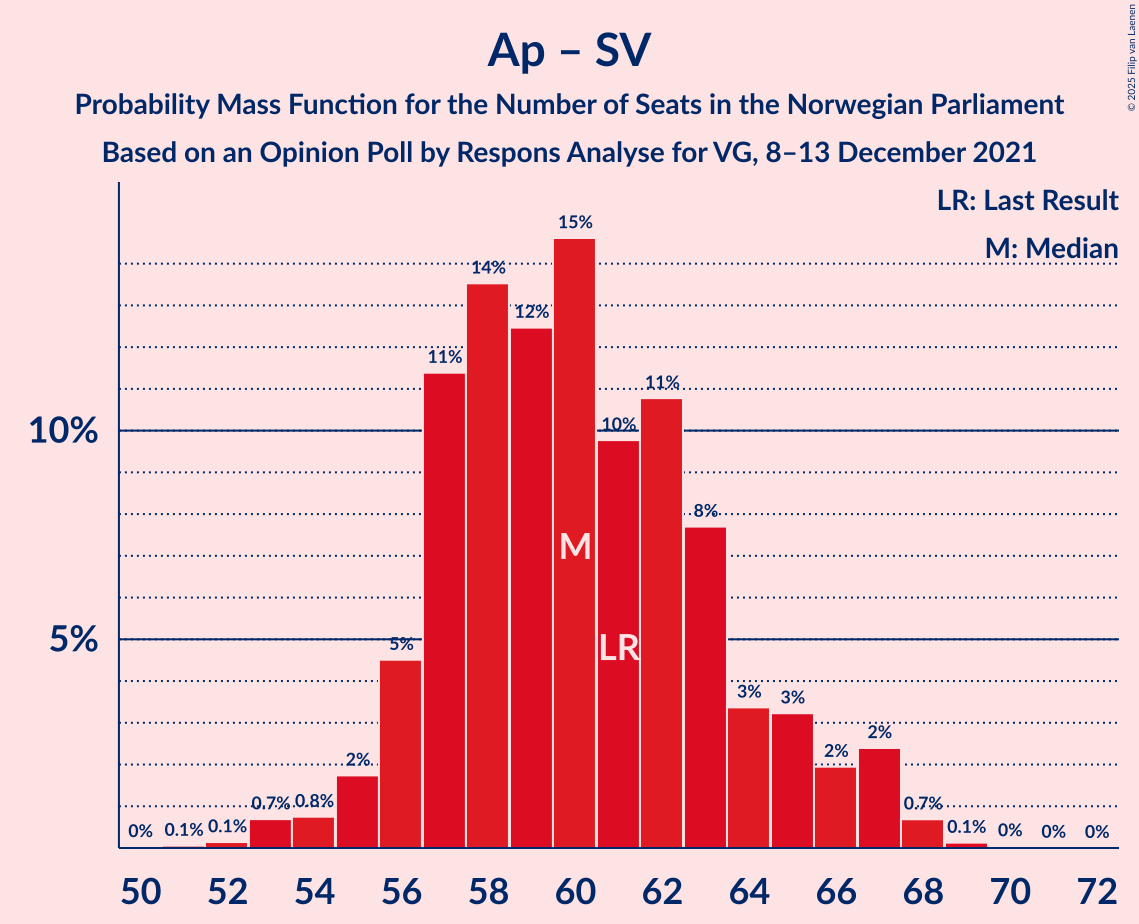 Ap – SV
Probability Mass Function for the Number of Seats in the Norwegian Parliament
Based on an Opinion Poll by Respons Analyse for VG, 8–13 December 2021
© 2025 Filip van Laenen
LR: Last Result
M: Median
10%
5%
0%
0.1%
0.1%
0.7%
0.8%
2%
5%
11%
14%
12%
15%
10%
11%
8%
3%
3%
2%
2%
0.7%
0.1%
0%
0%
0%
M
LR
50 52 54 56 58 60 62 64 66 68 70 72